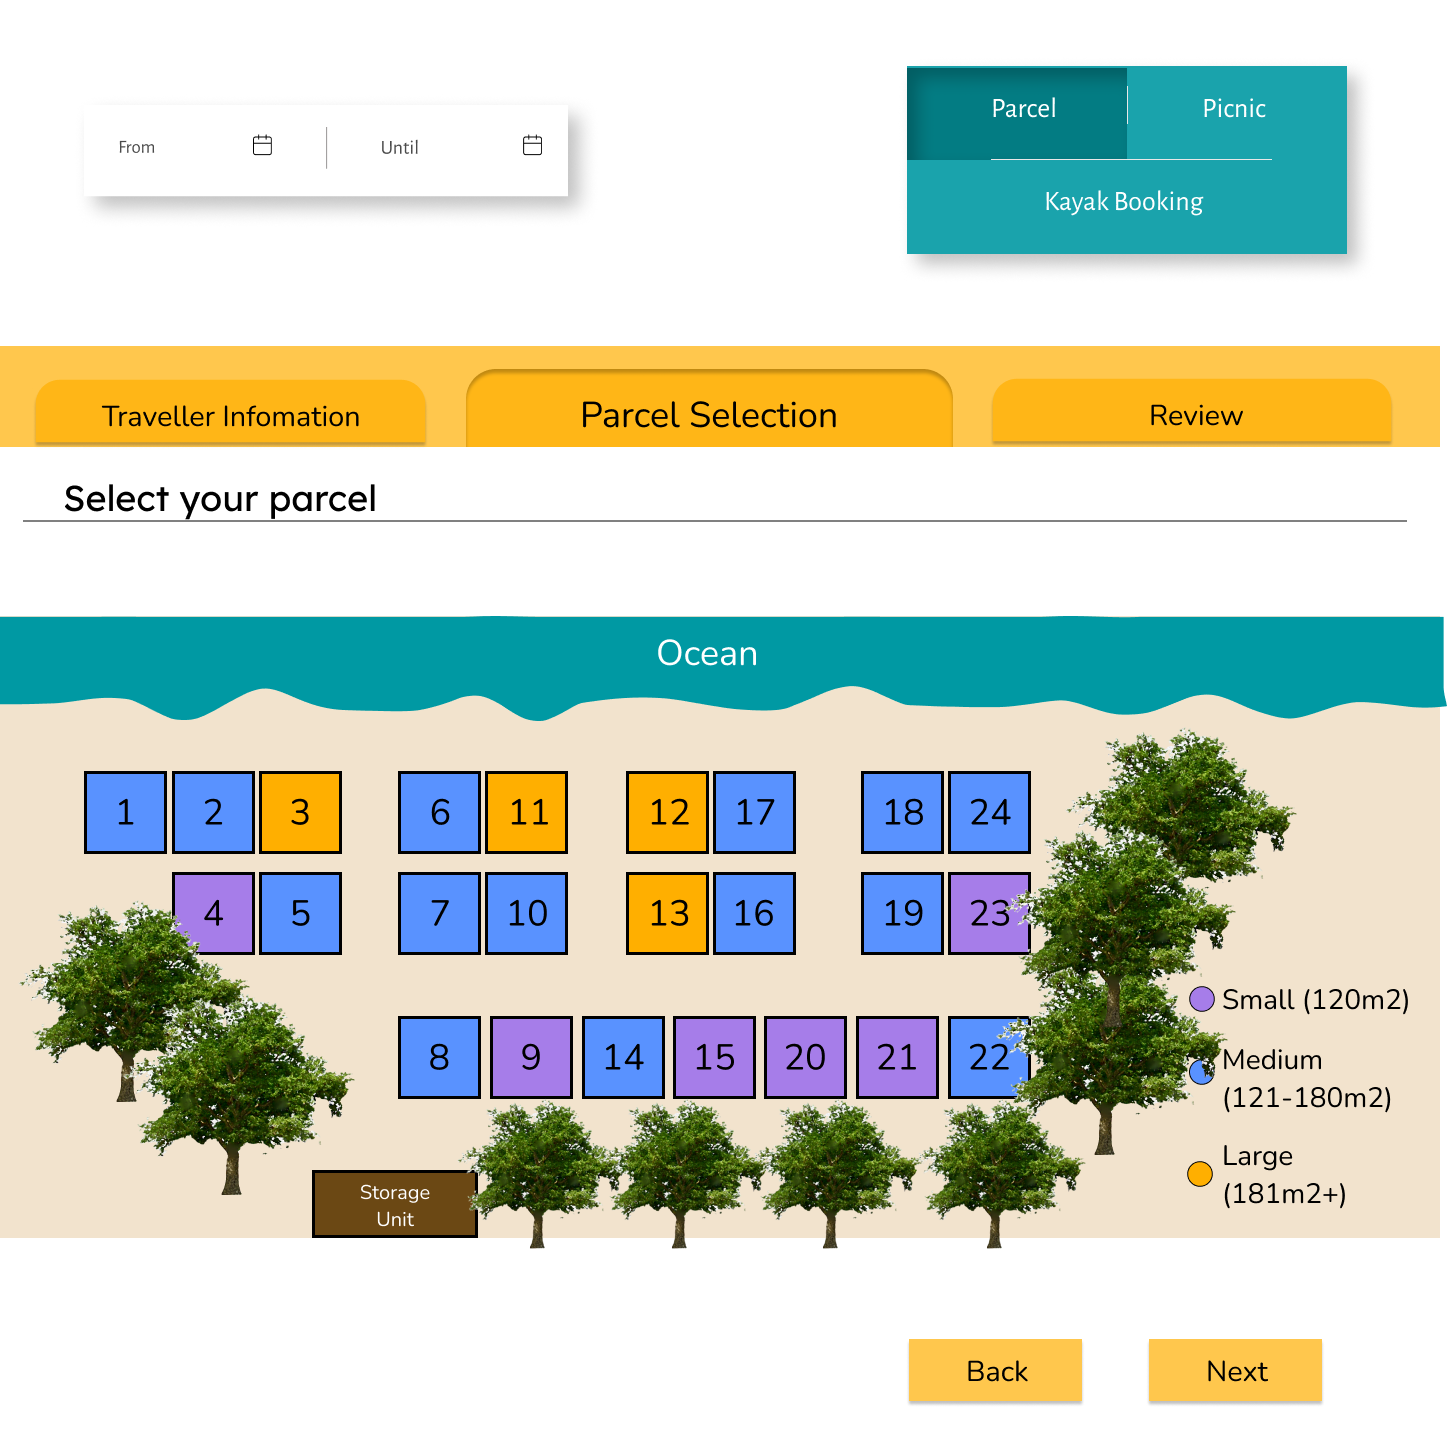 From
Until
Parcel
Picnic
Kayak Booking
Traveller Infomation
Parcel Selection
Review
Select your parcel
Ocean
1 2 3 6 11 12 17 18 24
4 5 7 10 13 16 19 23
8 9 14 15 20 21 22
Small (120m2)
Medium
(121-180m2)
Large
(181m2+)
Storage
Unit
Back
Next